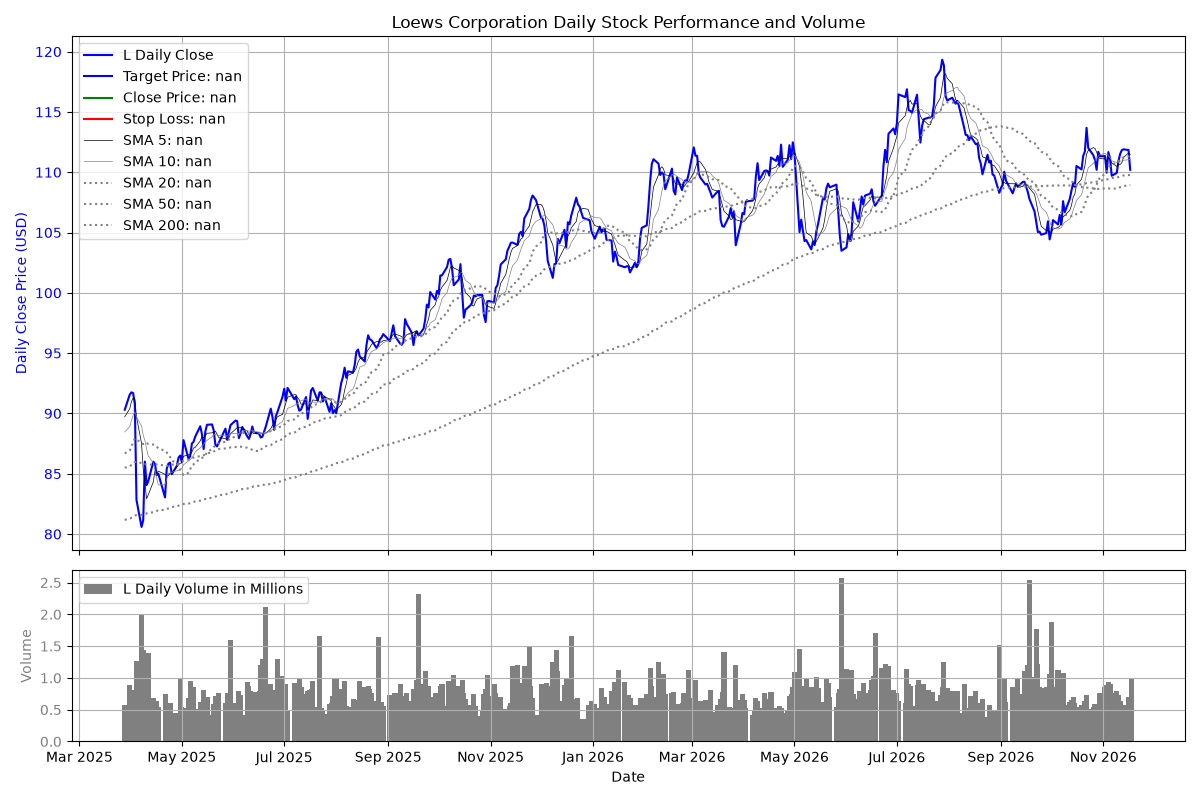 Loews Corporation Daily Stock Performance and Volume
120
115
110
105
100
95
90
85
80
Daily Close Price (USD)
L Daily Close
Target Price: nan
Close Price: nan
Stop Loss: nan
SMA 5: nan
SMA 10: nan
SMA 20: nan
SMA 50: nan
SMA 200: nan
2.5
2.0
1.5
1.0
0.5
0.0
Volume
L Daily Volume in Millions
Mar 2025 May 2025 Jul 2025 Sep 2025 Nov 2025 Jan 2026 Mar 2026 May 2026 Jul 2026 Sep 2026 Nov 2026
Date